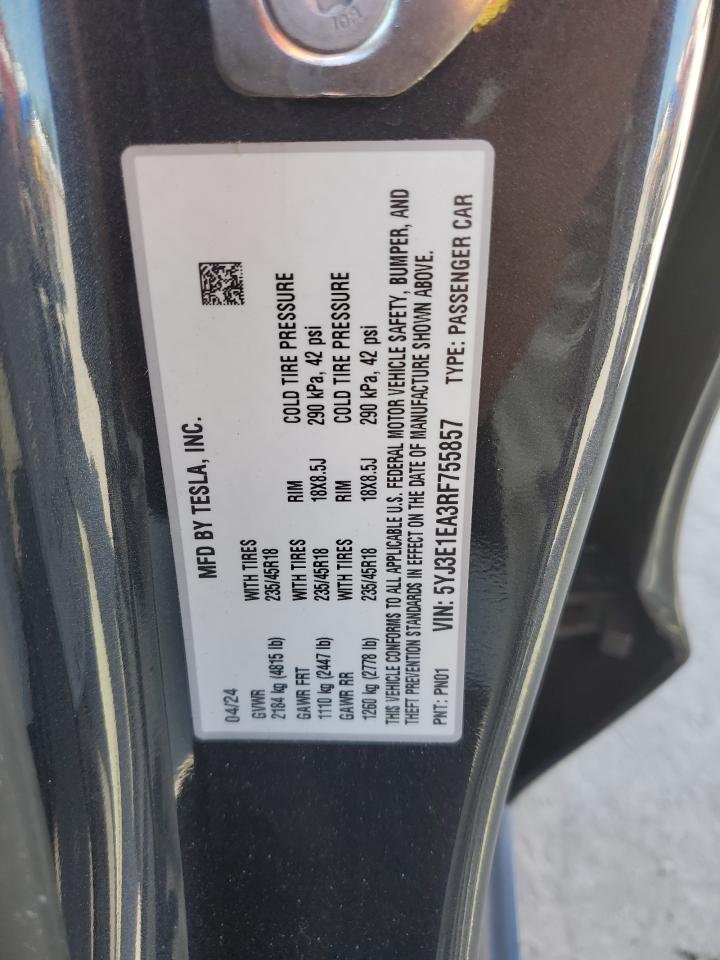 MFD BY TESLA, INC.
04/24
GVWR WITH TIRES RIM COLD TIRE PRESSURE
2184 kg (4815 lb) 235/45R18
GAWR FRT WITH TIRES RIM COLD TIRE PRESSURE
1110 kg (2447 lb) 235/45R18 18X8.5J 290 kPa, 42 psi
GAWR RR WITH TIRES RIM COLD TIRE PRESSURE
1260 kg (2778 lb) 235/45R18 18X8.5J 290 kPa, 42 psi
THIS VEHICLE CONFORMS TO ALL APPLICABLE U.S. FEDERAL MOTOR VEHICLE SAFETY, BUMPER, AND
THEFT PREVENTION STANDARDS IN EFFECT ON THE DATE OF MANUFACTURE SHOWN ABOVE.
PNT: PN01 VIN: 5YJ3E1EA3RF755857 TYPE: PASSENGER CAR